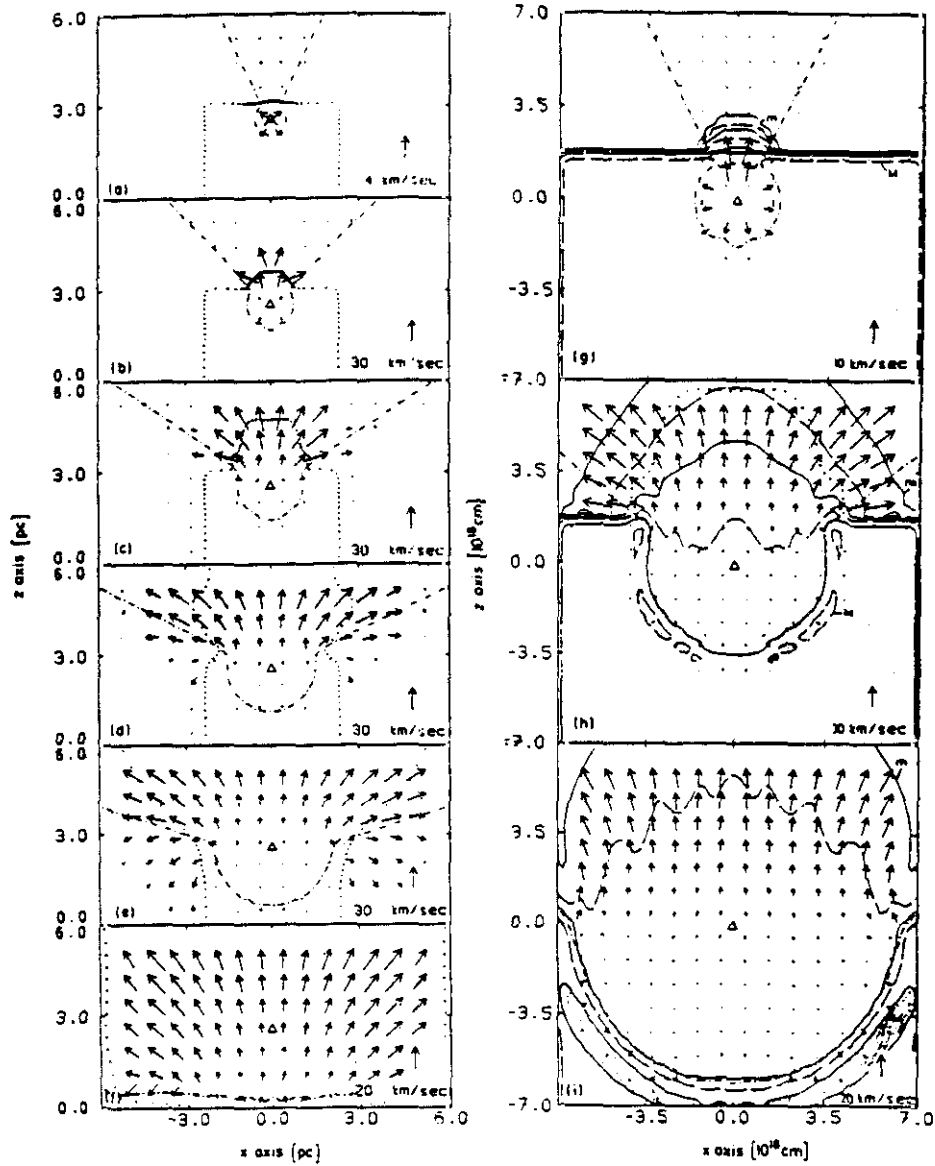 6.0
3.0
0.0
(a)
4 km/sec
6.0
3.0
0.0
(b)
30 km/sec
6.0
3.0
0.0
(c)
30 km/sec
6.0
3.0
0.0
(d)
30 km/sec
6.0
3.0
0.0
(e)
30 km/sec
6.0
3.0
0.0
20 km/sec
-3.0
0.0
3.0
6.0
x axis [pc]
z axis [pc]
7.0
3.5
0.0
-3.5
(g)
10 km/sec
-7.0
3.5
0.0
-3.5
(h)
30 km/sec
-7.0
3.5
0.0
-3.5
-7.0
(i)
20 km/sec
-3.5
0.0
3.5
7.0
x axis [10¹⁸cm]
z axis [10¹⁸cm]